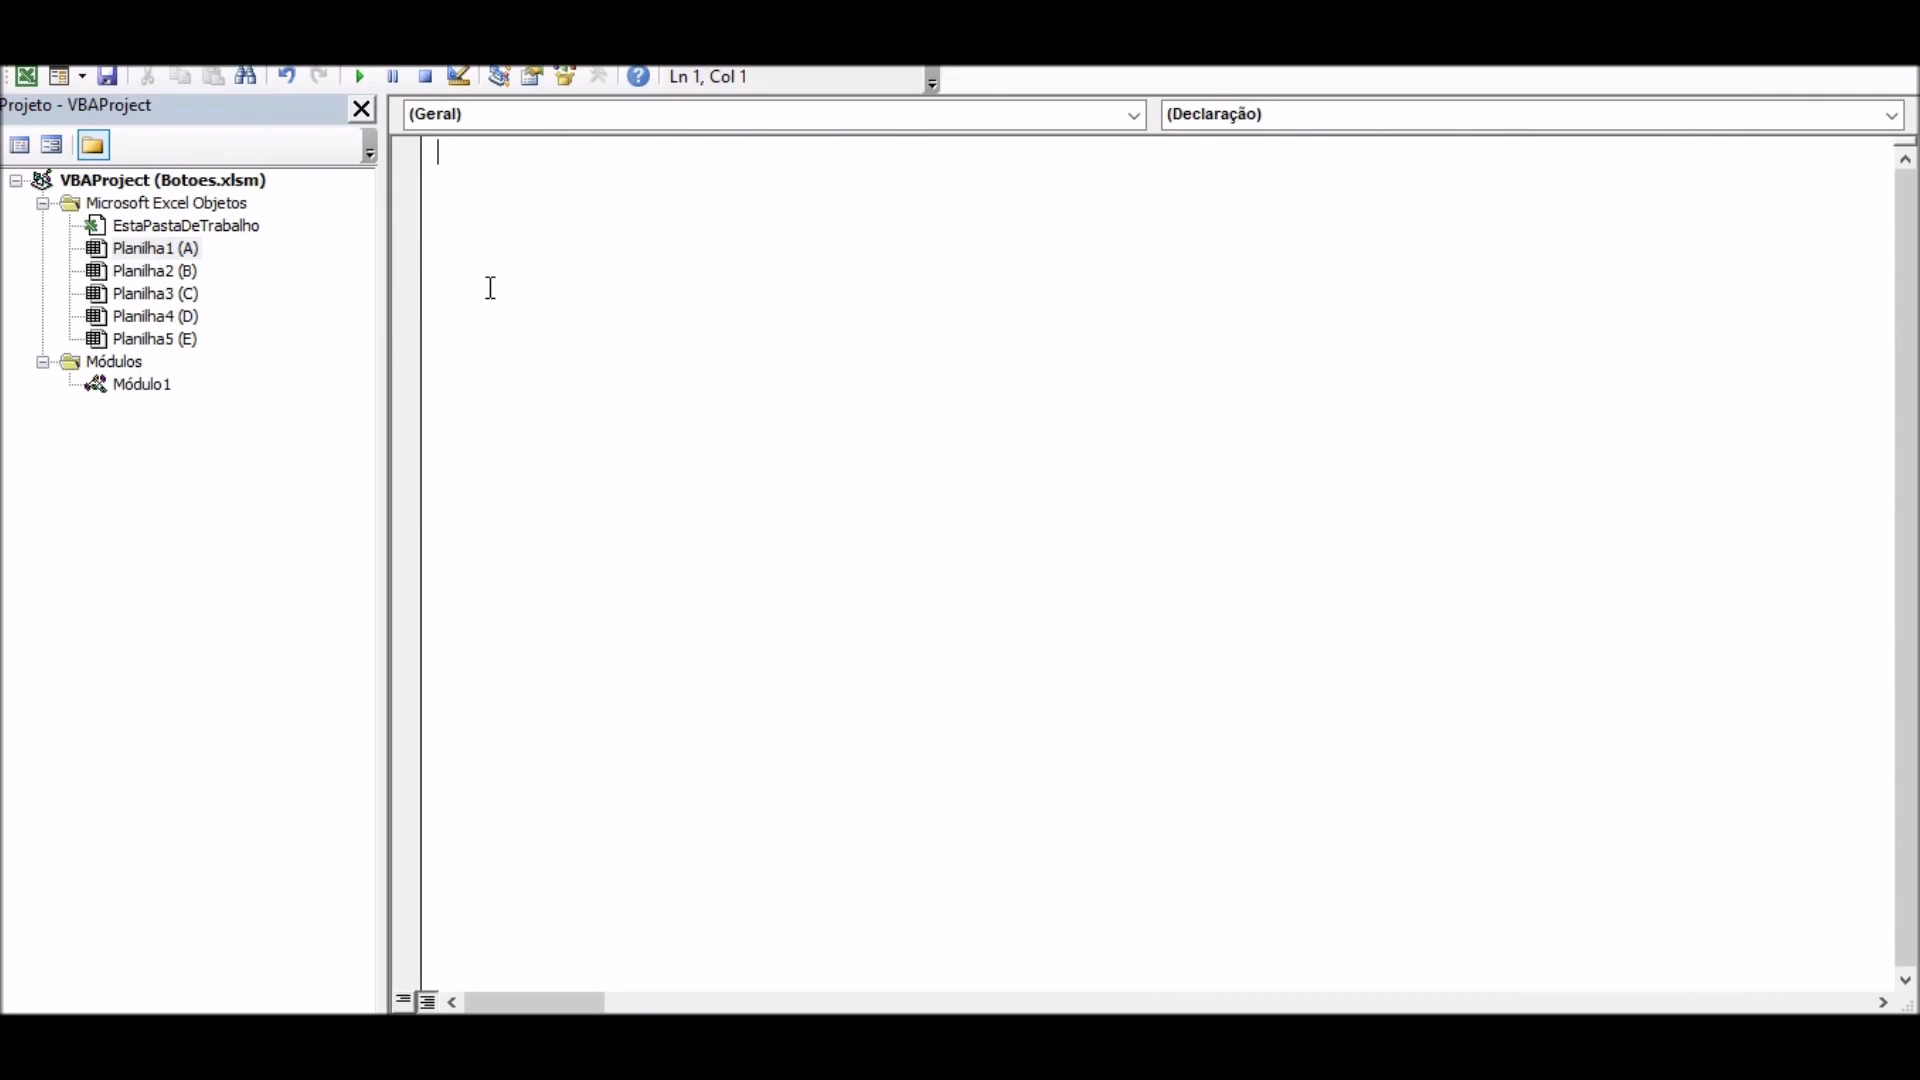 Ln 1, Col 1
Projeto - VBAProject
(Geral)
(Declaração)
VBAProject (Botoes.xlsm)
Microsoft Excel Objetos
EstaPastaDeTrabalho
Planilha1 (A)
Planilha2 (B)
Planilha3 (C)
Planilha4 (D)
Planilha5 (E)
Módulos
Módulo1